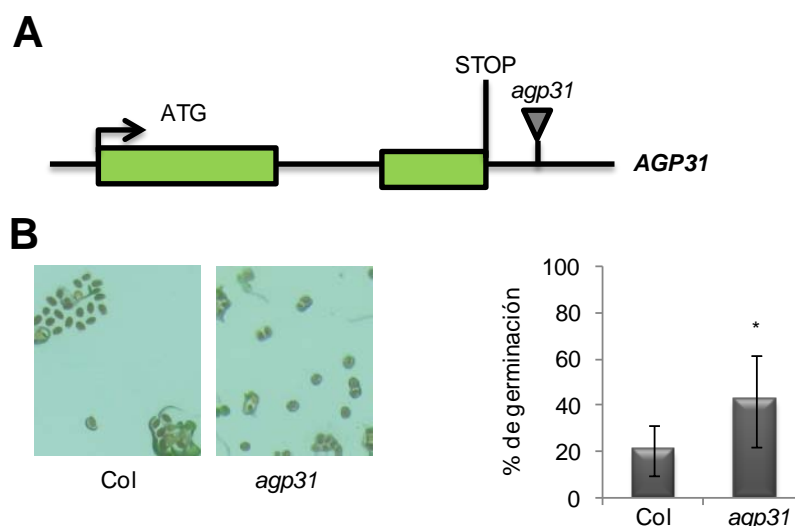 A
STOP
agp31
ATG
AGP31
B
100
80
60
40
20
0
% de germinación
*
Col
agp31
Col
agp31